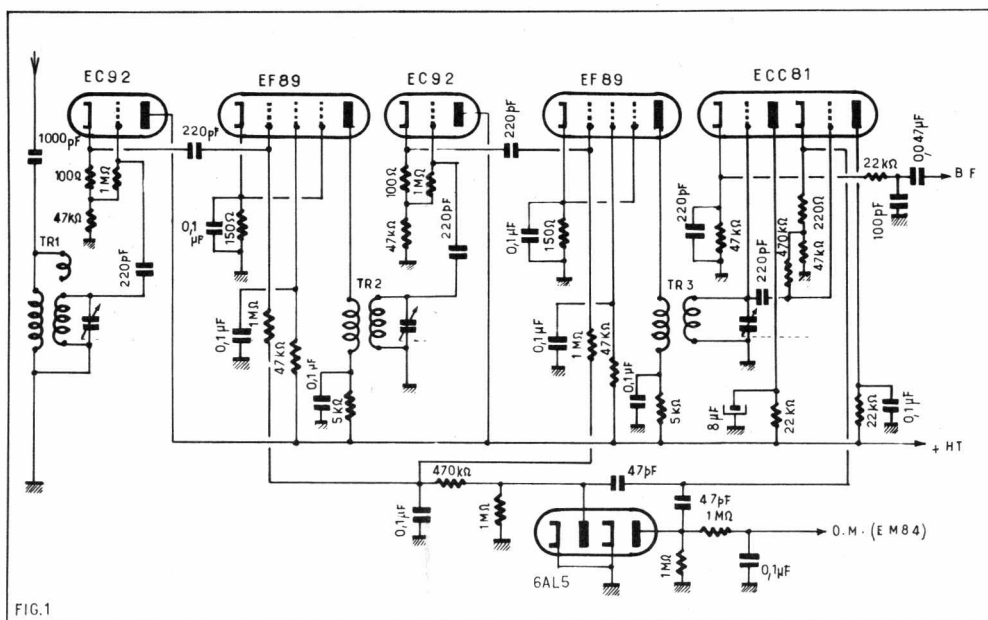 EC92
EF89
EC92
EF89
ECC81
1000pF
100Ω
1MΩ
47kΩ
220pF
TR1
220pF
0,1 µF
150Ω
0,1µF
1MΩ
47kΩ
TR2
0,1µF
5kΩ
220pF
100Ω
1MΩ
47kΩ
220pF
0,1µF
150Ω
0,1µF
1MΩ
47kΩ
TR3
0,1µF
5kΩ
220pF
47kΩ
220pF
470kΩ
220Ω
47kΩ
22kΩ
0,047µF
BF
100pF
8µF
22kΩ
22kΩ
0,1µF
+ HT
470kΩ
47pF
0,1µF
1MΩ
47pF
1MΩ
O.M. (EM84)
6AL5
1MΩ
0,1µF
FIG.1